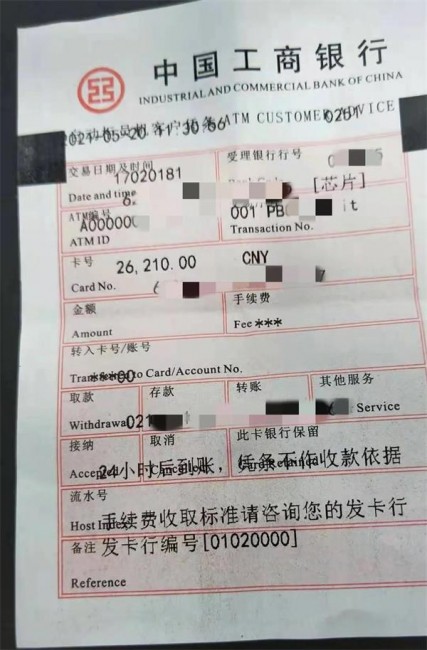 中国工商银行
INDUSTRIAL AND COMMERCIAL BANK OF CHINA
ATM CUSTOMER ADVICE
2021-05-20 11:30:56 0251
交易日期及时间 受理银行行号
17020181
Date and time
[芯片]
ATM编号
001
ATM ID Transaction No.
26,210.00 CNY
卡号
Card No.
金额 手续费
Amount Fee ***
转入卡号/账号
to Card/Account No.
取款 存款 转账 其他服务
Withdrawal Service
接纳 取消 此卡银行保留
24小时后到账，凭条不作收款依据
流水号
手续费收取标准请咨询您的发卡行
备注 发卡行编号[01020000]
Reference